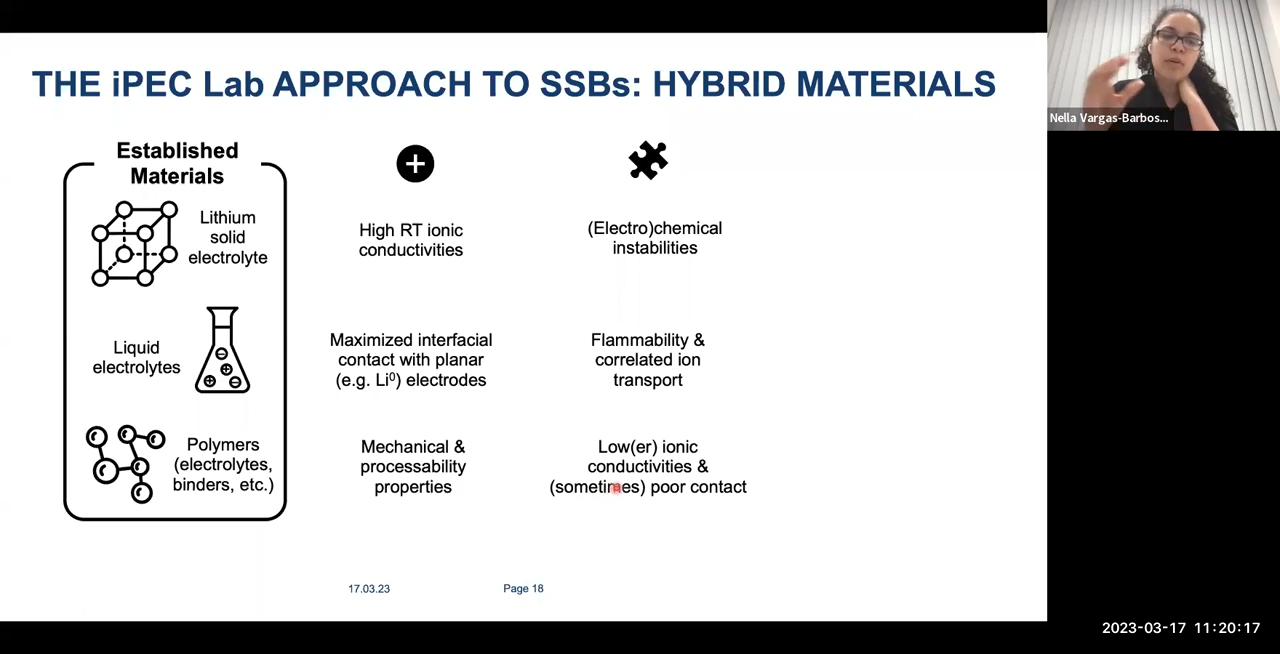 THE iPEC Lab APPROACH TO SSBs: HYBRID MATERIALS
Nella Vargas-Barbos...
Established
Materials
Lithium
solid
electrolyte
High RT ionic
conductivities
(Electro)chemical
instabilities
Liquid
electrolytes
Maximized interfacial
contact with planar
(e.g. Li⁰) electrodes
Flammability &
correlated ion
transport
Polymers
(electrolytes,
binders, etc.)
Mechanical &
processability
properties
Low(er) ionic
conductivities &
(sometimes) poor contact
17.03.23
Page 18
2023-03-17 11:20:17